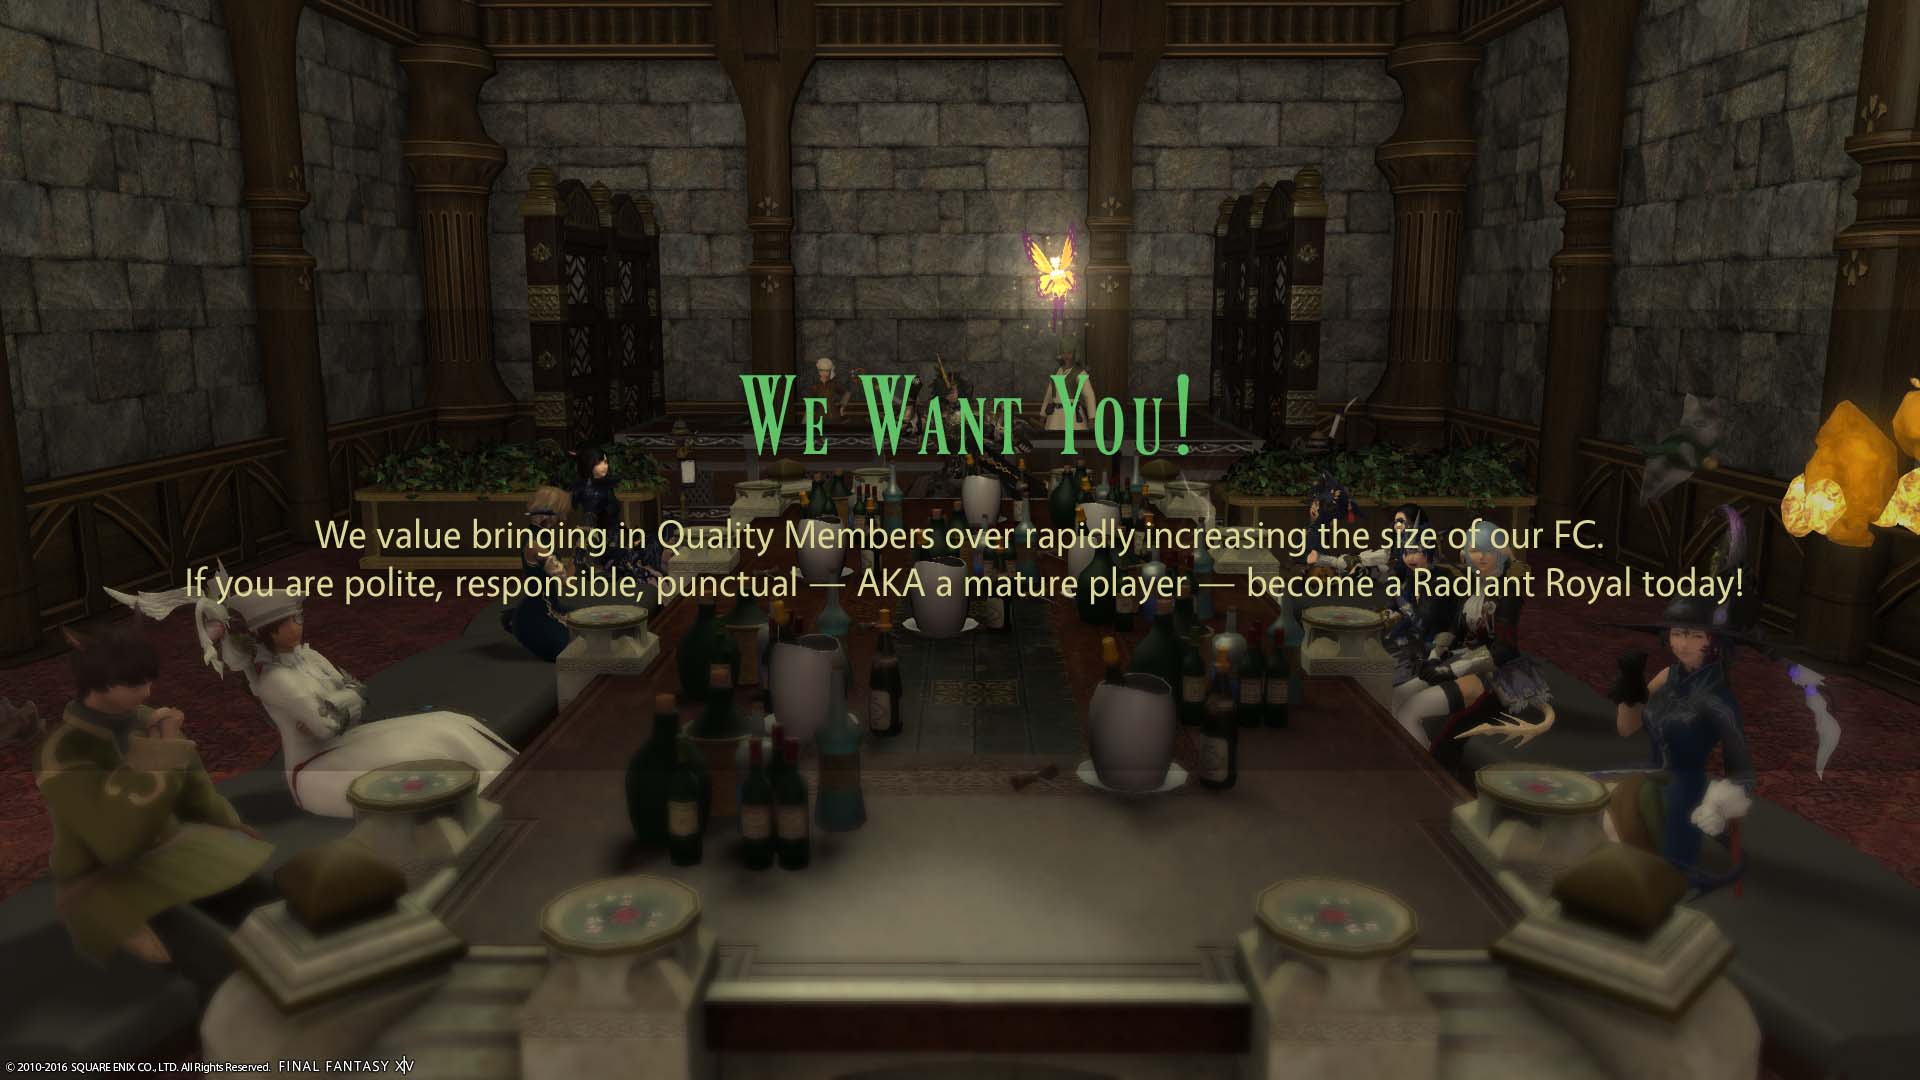 We Want You!
We value bringing in Quality Members over rapidly increasing the size of our FC.
If you are polite, responsible, punctual — AKA a mature player — become a Radiant Royal today!
© 2010-2016 SQUARE ENIX CO., LTD. All Rights Reserved. FINAL FANTASY XIV